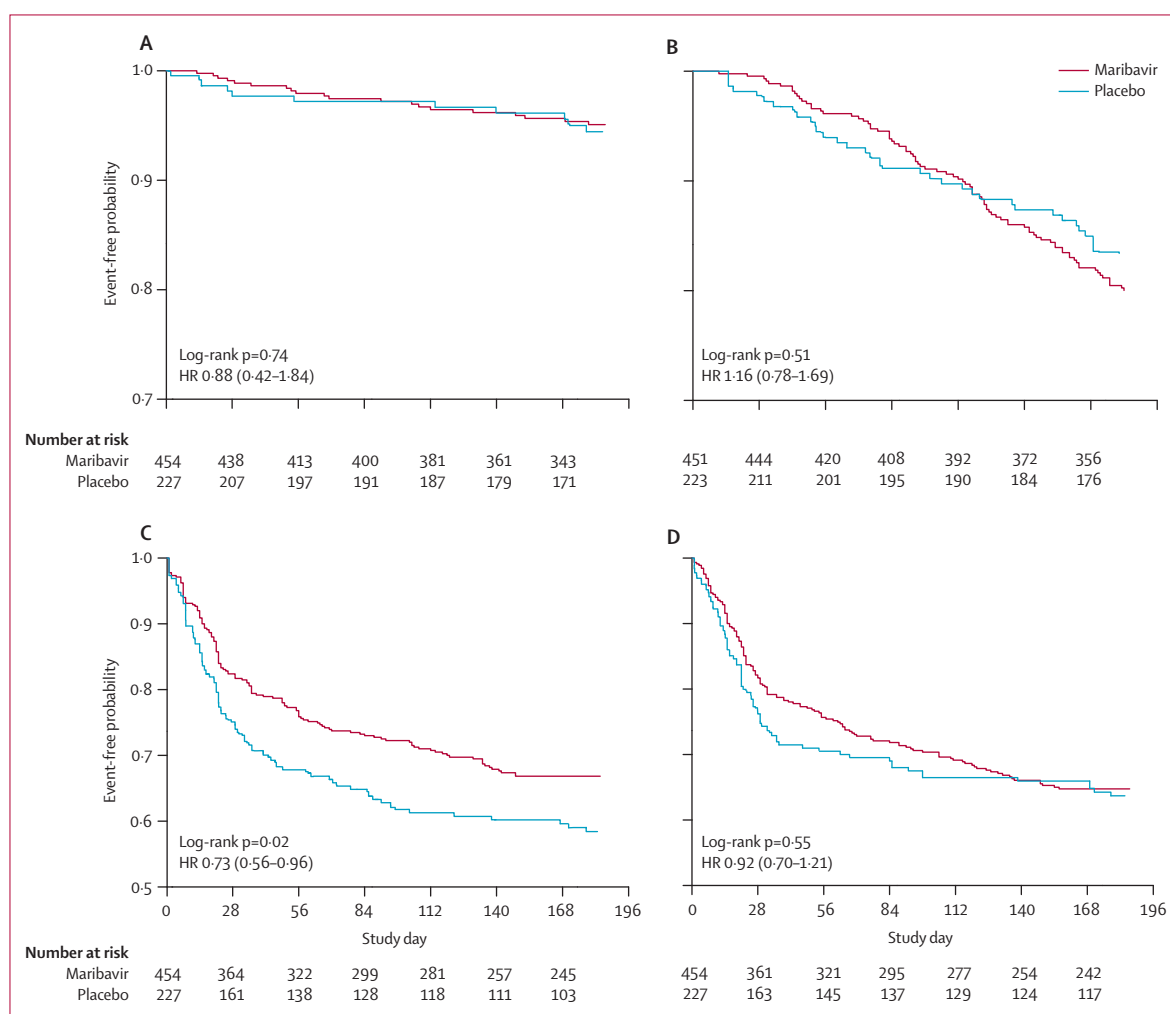 A
B
Maribavir
Placebo
1·0
0·9
0·8
0·7
Event-free probability
Log-rank p=0·74
HR 0·88 (0·42–1·84)
Log-rank p=0·51
HR 1·16 (0·78–1·69)
Number at risk
Maribavir 454 438 413 400 381 361 343
Placebo 227 207 197 191 187 179 171
451 444 420 408 392 372 356
223 211 201 195 190 184 176
C
D
1·0
0·9
0·8
0·7
0·6
0·5
Event-free probability
Log-rank p=0·02
HR 0·73 (0·56–0·96)
Log-rank p=0·55
HR 0·92 (0·70–1·21)
0 28 56 84 112 140 168 196
Study day
0 28 56 84 112 140 168 196
Study day
Number at risk
Maribavir 454 364 322 299 281 257 245
Placebo 227 161 138 128 118 111 103
454 361 321 295 277 254 242
227 163 145 137 129 124 117